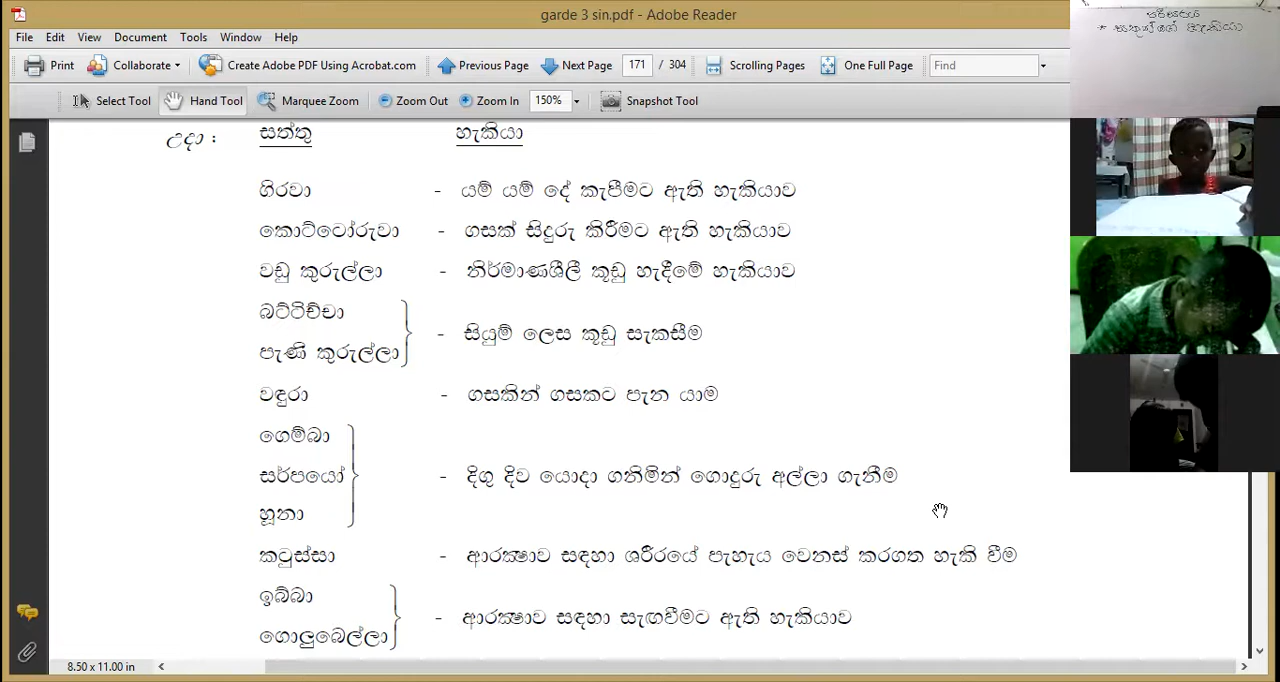 garde 3 sin.pdf - Adobe Reader
File Edit View Document Tools Window Help
Print Collaborate Create Adobe PDF Using Acrobat.com Previous Page Next Page 171 / 304 Scrolling Pages One Full Page Find
Select Tool Hand Tool Marquee Zoom Zoom Out Zoom In 150% Snapshot Tool
පරිසරය
* සතුන්ගේ හැකියා
උදා : සත්තු හැකියා
ගිරවා - යම් යම් දේ කැපීමට ඇති හැකියාව
කොට්ටෝරුවා - ගසක් සිදුරු කිරීමට ඇති හැකියාව
වඩු කුරුල්ලා - නිර්මාණශීලී කූඩු හැදීමේ හැකියාව
බට්ටිච්චා
පැණි කුරුල්ලා - සියුම් ලෙස කූඩු සැකසීම
වඳුරා - ගසකින් ගසකට පැන යාම
ගෙම්බා
සර්පයෝ - දිගු දිව යොදා ගනිමින් ගොදුරු අල්ලා ගැනීම
හූනා
කටුස්සා - ආරක්‍ෂාව සඳහා ශරීරයේ පැහැය වෙනස් කරගත හැකි වීම
ඉබ්බා
ගොලුබෙල්ලා - ආරක්‍ෂාව සඳහා සැඟවීමට ඇති හැකියාව
8.50 x 11.00 in